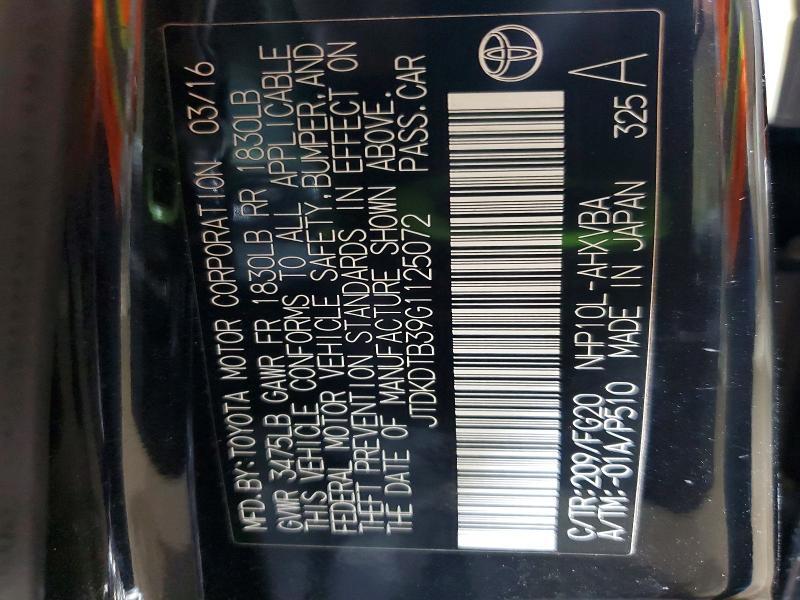 MFD.BY:TOYOTA MOTOR CORPORATION 03/16
GVWR 3475LB GAWR FR 1830LB RR 1830LB
THIS VEHICLE CONFORMS TO ALL APPLICABLE
FEDERAL MOTOR VEHICLE SAFETY,BUMPER,AND
THEFT PREVENTION STANDARDS IN EFFECT ON
THE DATE OF MANUFACTURE SHOWN ABOVE.
JTDKDTB39G1125072 PASS.CAR
C/TR:209/FG20 NHP10L-AHXVBA 325 A
A/TM:-01A/P510 MADE IN JAPAN